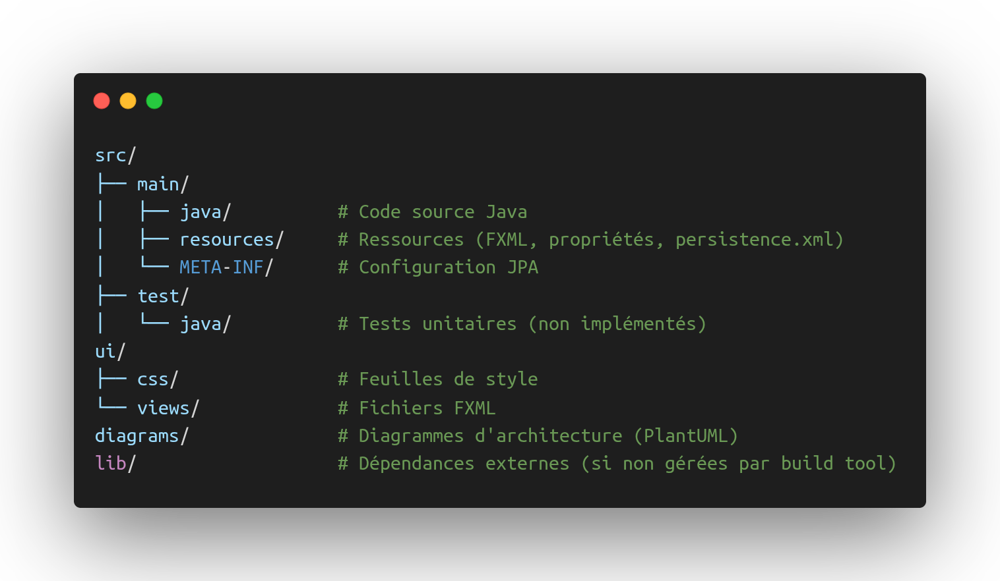 src/
├── main/
│   ├── java/          # Code source Java
│   ├── resources/     # Ressources (FXML, propriétés, persistence.xml)
│   └── META-INF/      # Configuration JPA
├── test/
│   └── java/          # Tests unitaires (non implémentés)
ui/
├── css/               # Feuilles de style
└── views/             # Fichiers FXML
diagrams/              # Diagrammes d'architecture (PlantUML)
lib/                   # Dépendances externes (si non gérées par build tool)